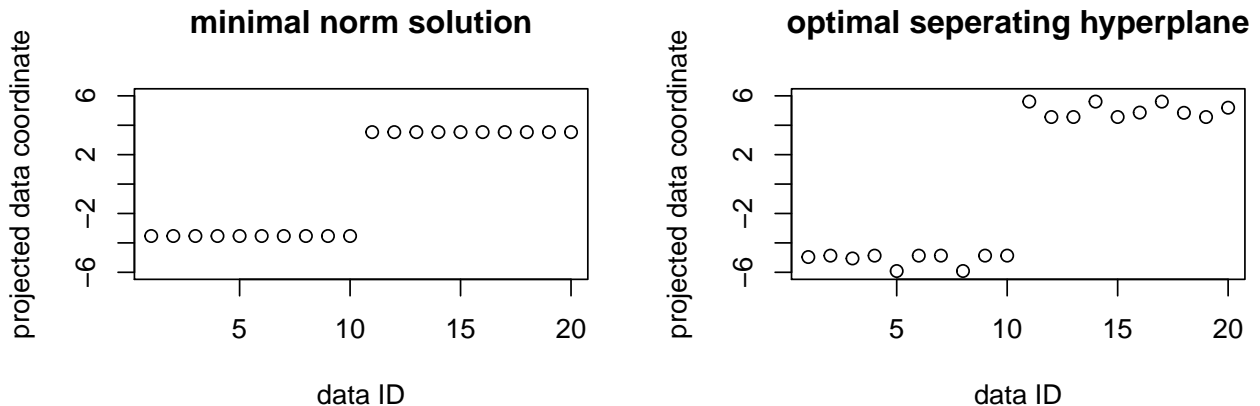 minimal norm solution
projected data coordinate
6
2
−2
−6
5
10
15
20
data ID
optimal seperating hyperplane
projected data coordinate
6
2
−2
−6
5
10
15
20
data ID